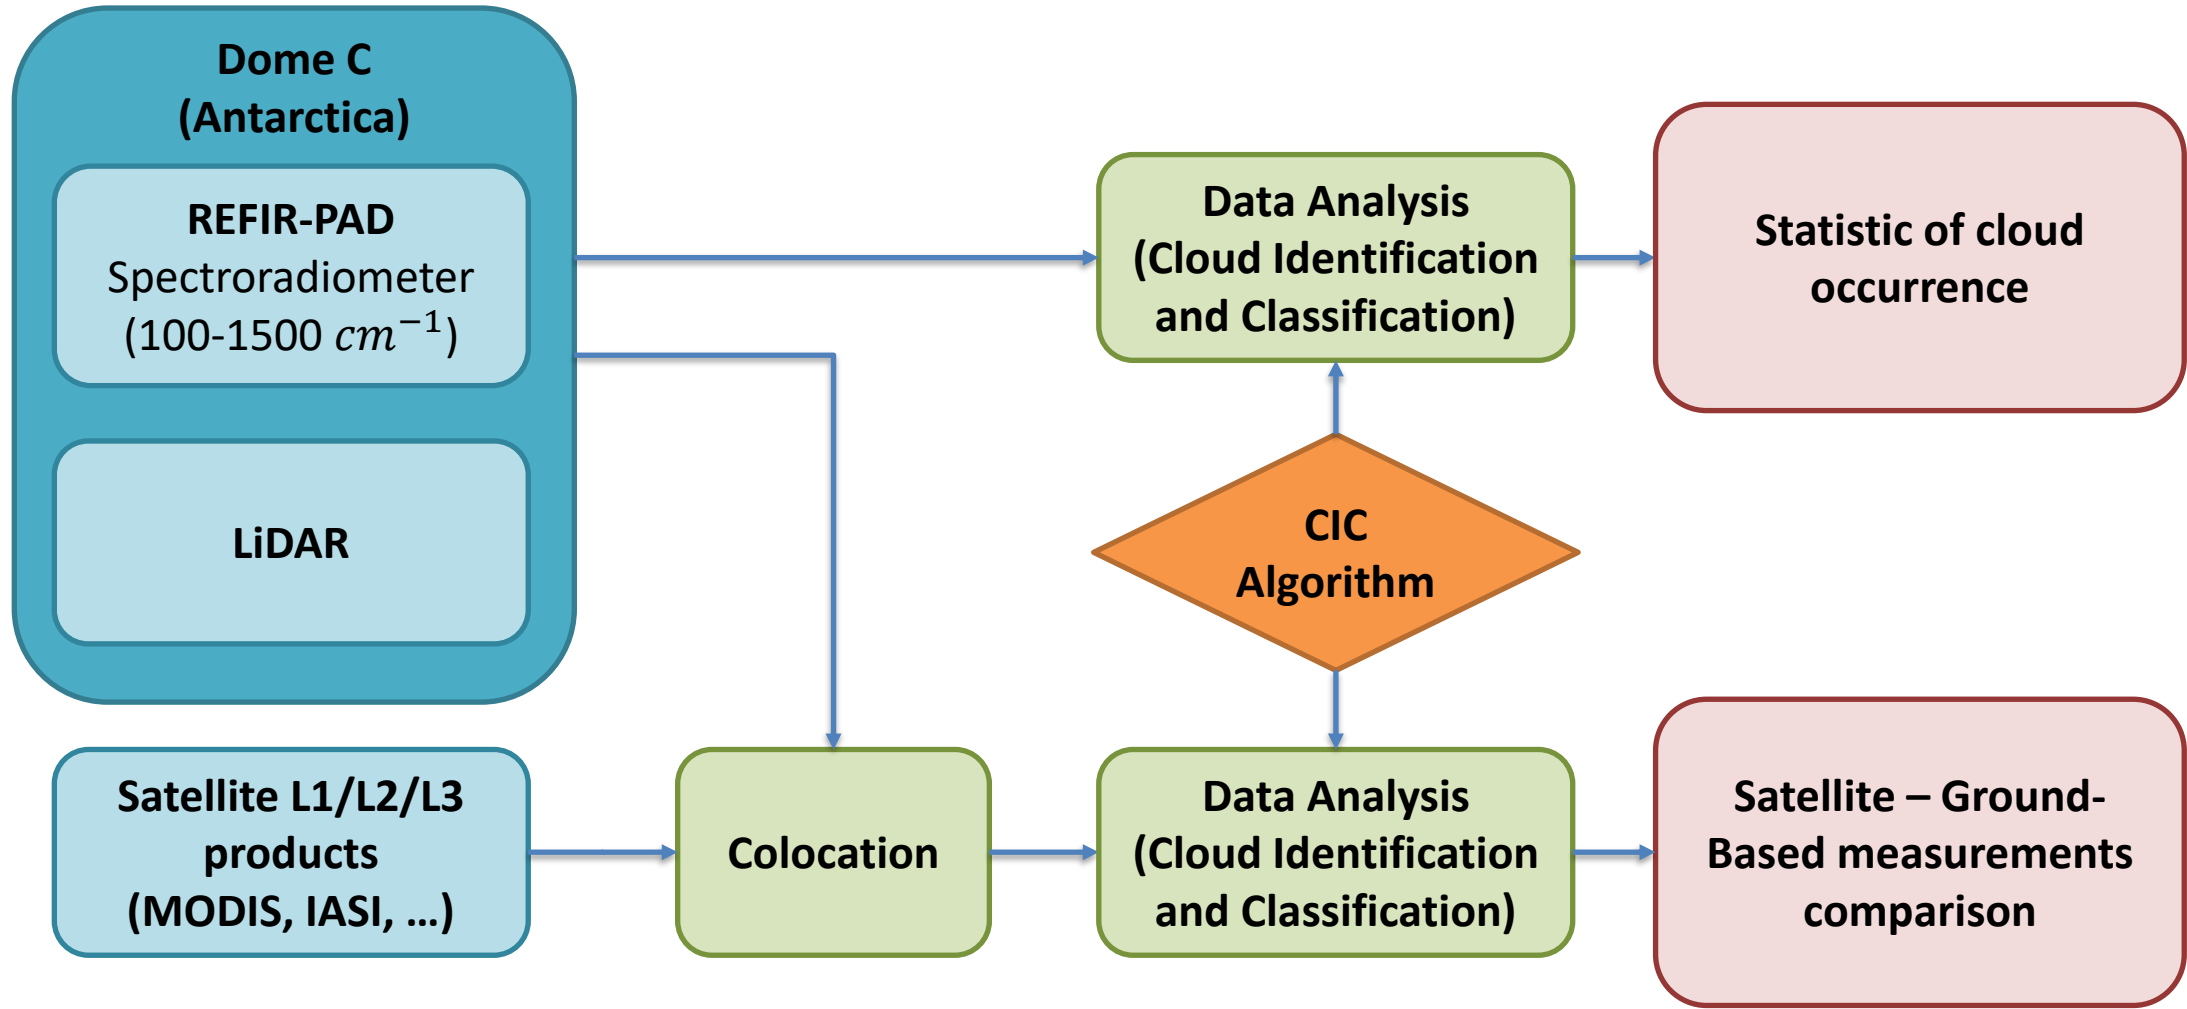 Dome C
(Antarctica)
REFIR-PAD
Spectroradiometer
(100-1500 cm⁻¹)
LiDAR
Satellite L1/L2/L3
products
(MODIS, IASI, ...)
Colocation
Data Analysis
(Cloud Identification
and Classification)
CIC
Algorithm
Data Analysis
(Cloud Identification
and Classification)
Statistic of cloud
occurrence
Satellite – Ground-
Based measurements
comparison